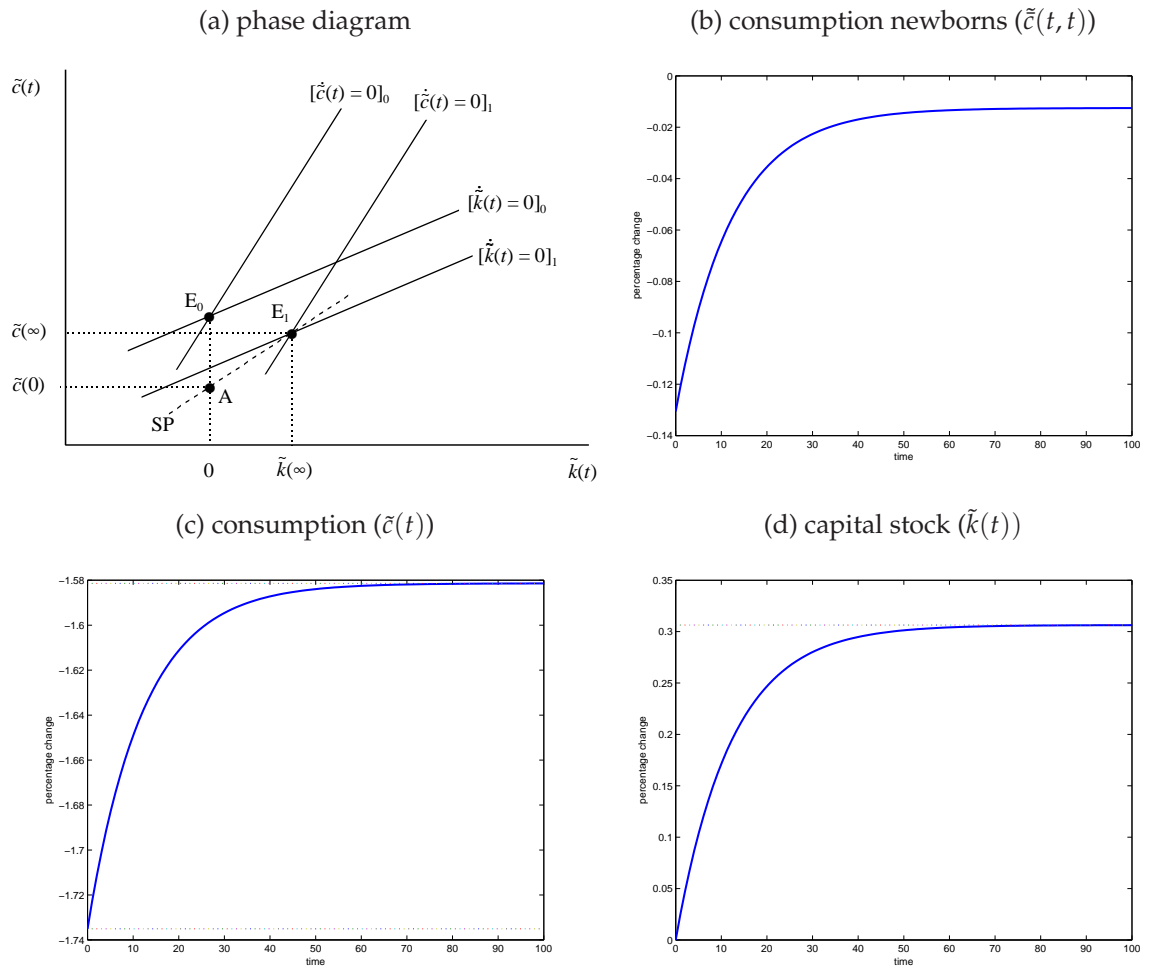 (a) phase diagram
c̃(t)
[ċ̃(t) = 0]₀
[ċ̃(t) = 0]₁
[k̃̇(t) = 0]₀
[k̃̇(t) = 0]₁
E₀
E₁
c̃(∞)
c̃(0)
A
SP
0
k̃(∞)
k̃(t)
(b) consumption newborns (c̃̄(t, t))
percentage change
0
−0.02
−0.04
−0.06
−0.08
−0.1
−0.12
−0.14
0 10 20 30 40 50 60 70 80 90 100
time
(c) consumption (c̃(t))
percentage change
−1.58
−1.6
−1.62
−1.64
−1.66
−1.68
−1.7
−1.72
−1.74
0 10 20 30 40 50 60 70 80 90 100
time
(d) capital stock (k̃(t))
percentage change
0.35
0.3
0.25
0.2
0.15
0.1
0.05
0
0 10 20 30 40 50 60 70 80 90 100
time